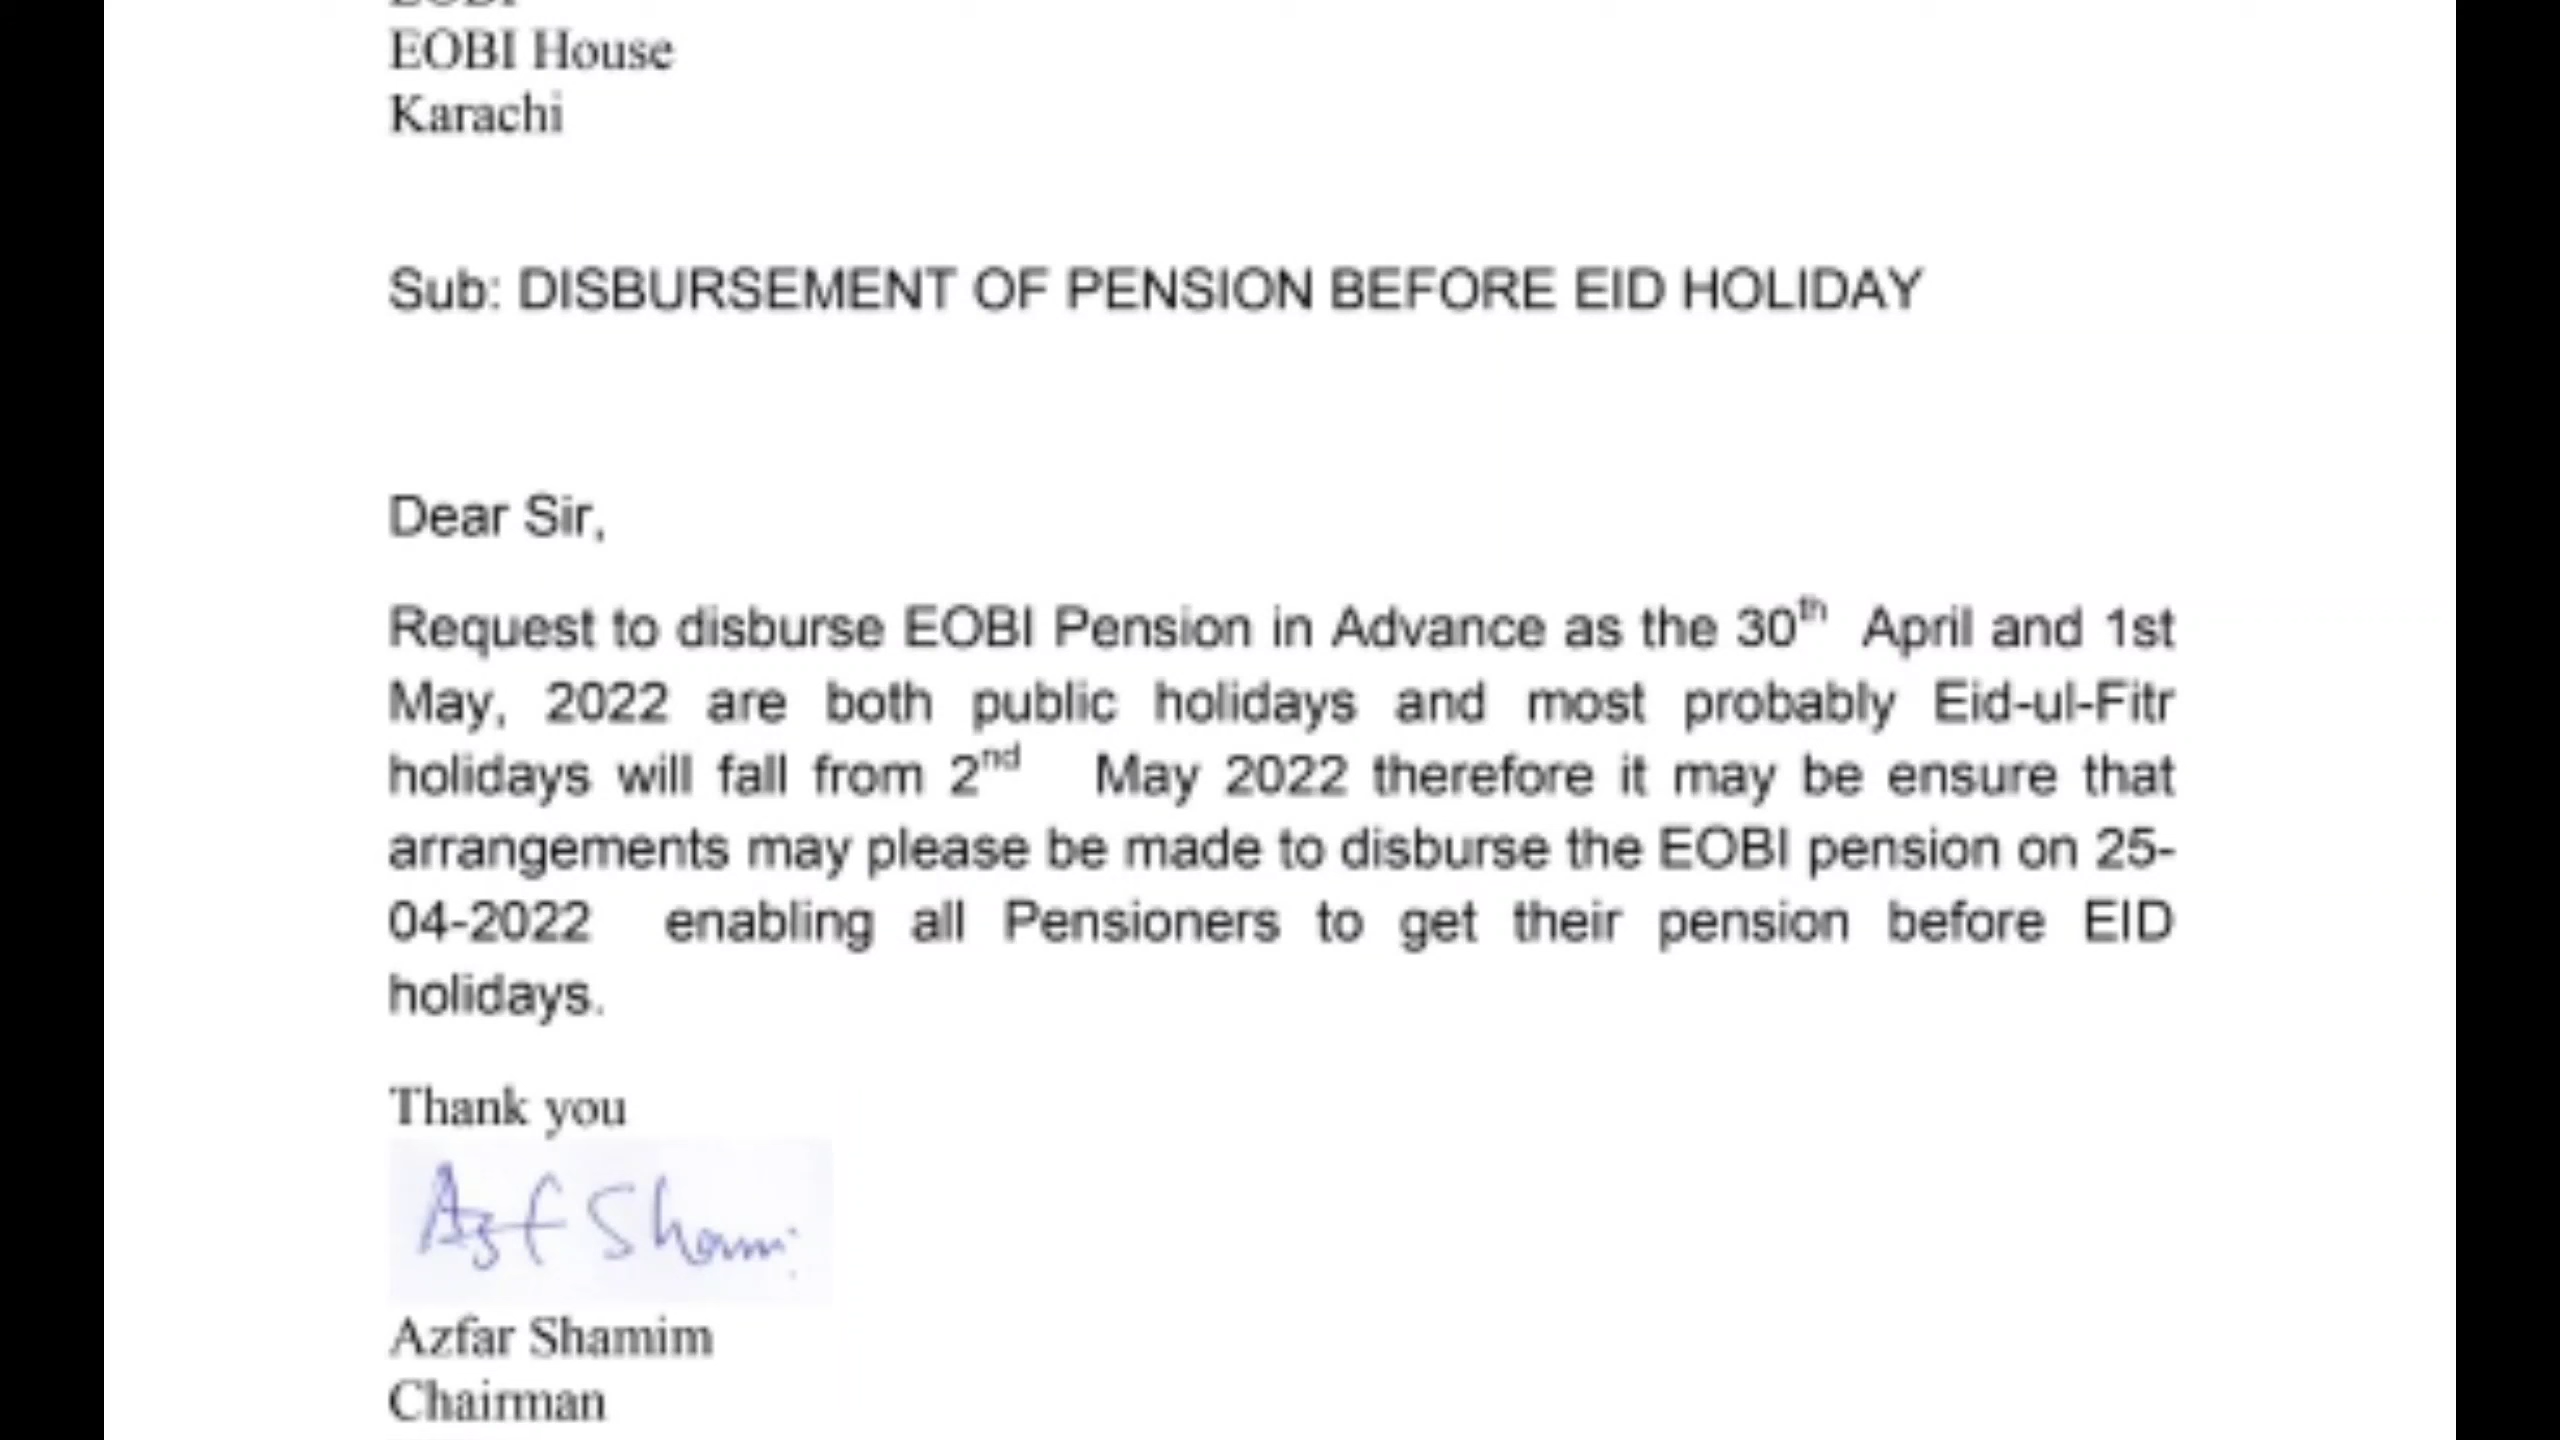 EOBI
EOBI House
Karachi
Sub: DISBURSEMENT OF PENSION BEFORE EID HOLIDAY
Dear Sir,
Request to disburse EOBI Pension in Advance as the 30th April and 1st
May, 2022 are both public holidays and most probably Eid-ul-Fitr
holidays will fall from 2nd May 2022 therefore it may be ensure that
arrangements may please be made to disburse the EOBI pension on 25-
04-2022 enabling all Pensioners to get their pension before EID
holidays.
Thank you
Azf Shami
Azfar Shamim
Chairman